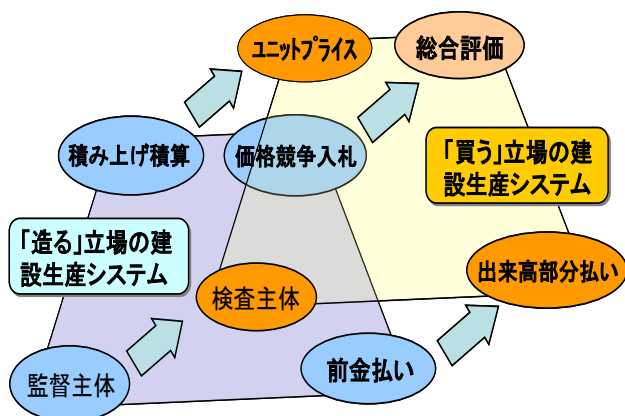 ユニットプライス
総合評価
積み上げ積算
価格競争入札
「買う」立場の建
設生産システム
「造る」立場の建
設生産システム
検査主体
出来高部分払い
監督主体
前金払い